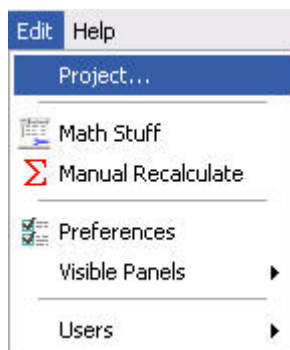 Edit Help
Project...
Math Stuff
Manual Recalculate
Preferences
Visible Panels
Users